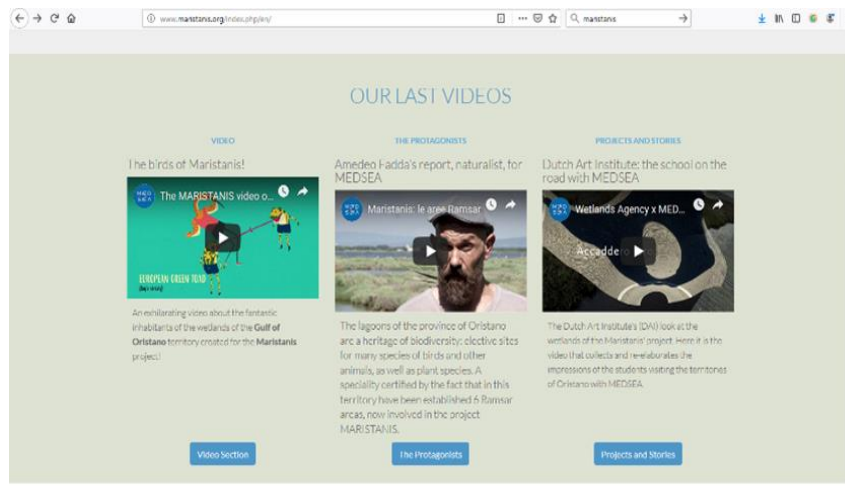 www.maristanis.org/index.php/en/
maristanis
OUR LAST VIDEOS
VIDEO
The birds of Maristanis!
The MARISTANIS video o...
EUROPEAN GREEN TOAD
An exhilarating video about the fantastic
inhabitants of the wetlands of the Gulf of
Oristano territory created for the Maristanis
project!
Video Section
THE PROTAGONISTS
Amedeo Fadda's report, naturalist, for
MEDSEA
MED SEA
Maristanis: le aree Ramsar
The lagoons of the province of Oristano
are a heritage of biodiversity: elective sites
for many species of birds and other
animals, as well as plant species. A
speciality certified by the fact that in this
territory have been established 6 Ramsar
areas, now involved in the project
MARISTANIS.
The Protagonists
PROJECTS AND STORIES
Dutch Art Institute: the school on the
road with MEDSEA
Wetlands Agency x MED...
Accadde
The Dutch Art Institute's (DAI) look at the
wetlands of the Maristanis' project. Here it is the
video that collects and re-elaborates the
impressions of the students visiting the territories
of Oristano with MEDSEA.
Projects and Stories